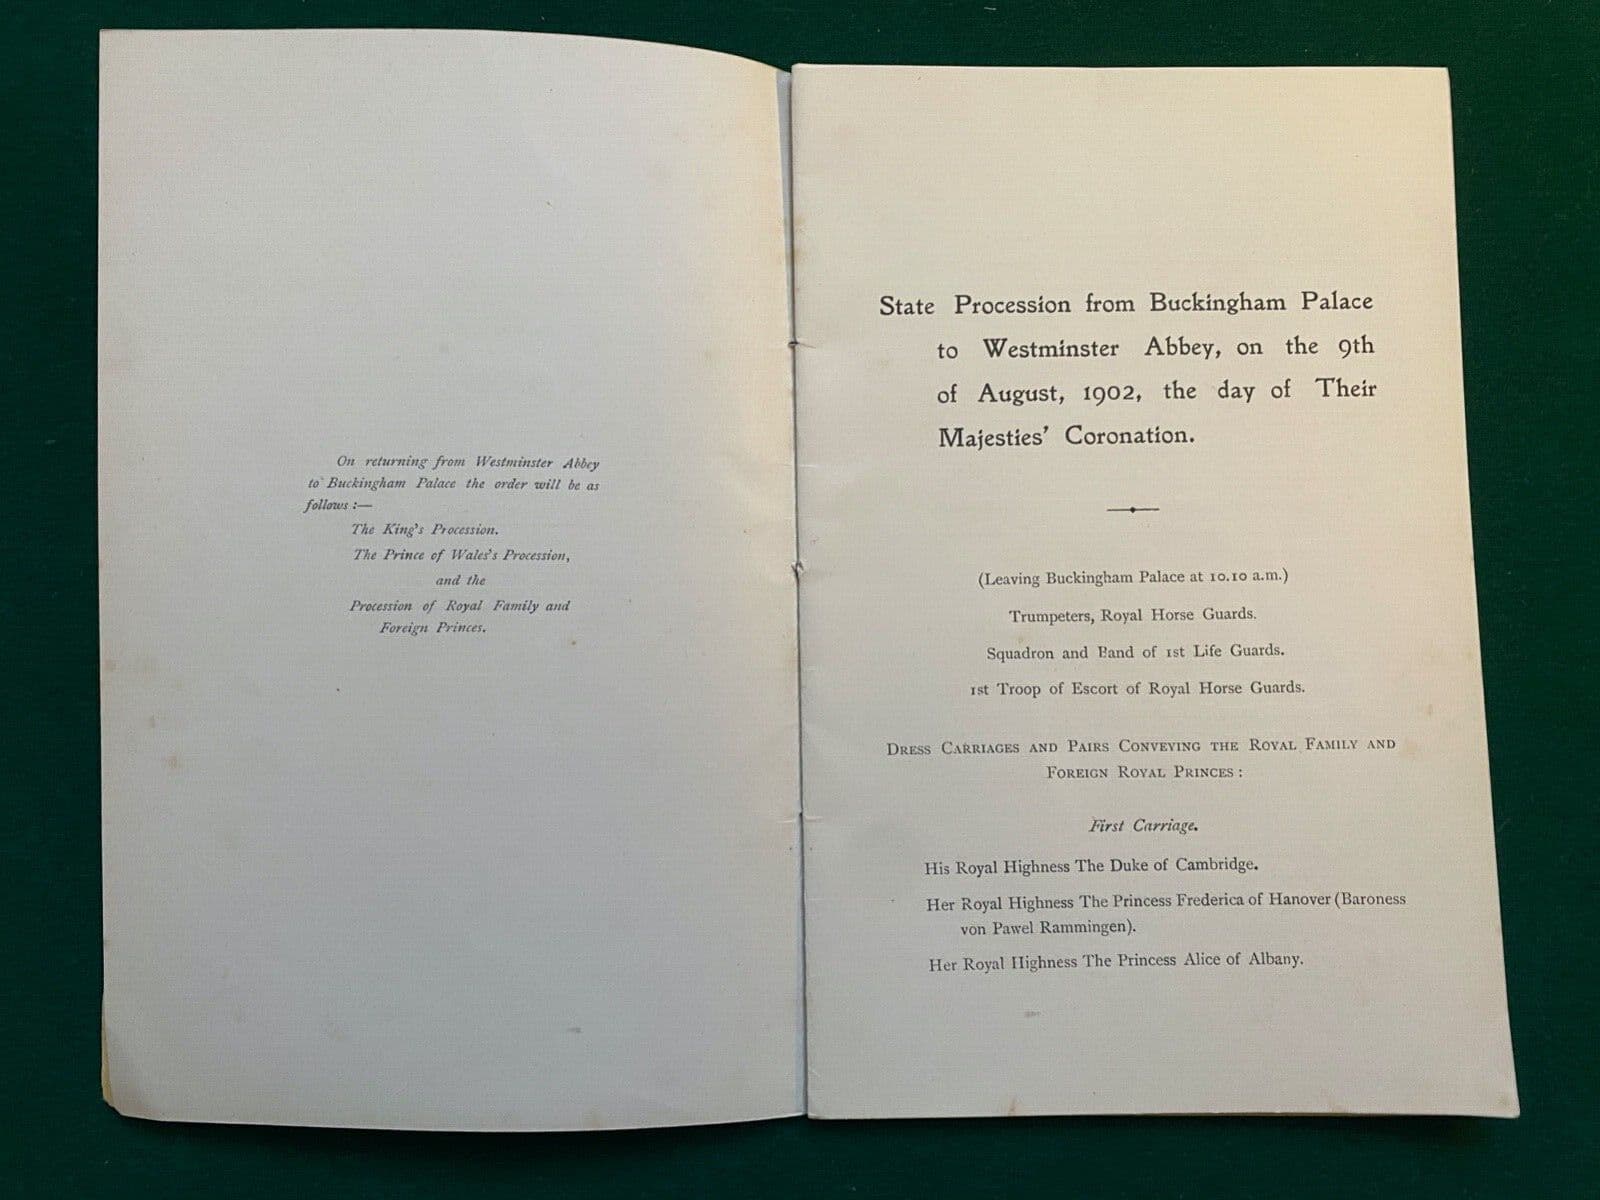 On returning from Westminster Abbey
to Buckingham Palace the order will be as
follows :—
The King's Procession.
The Prince of Wales's Procession,
and the
Procession of Royal Family and
Foreign Princes.
State Procession from Buckingham Palace
to Westminster Abbey, on the 9th
of August, 1902, the day of Their
Majesties' Coronation.
(Leaving Buckingham Palace at 10.10 a.m.)
Trumpeters, Royal Horse Guards.
Squadron and Band of 1st Life Guards.
1st Troop of Escort of Royal Horse Guards.
DRESS CARRIAGES AND PAIRS CONVEYING THE ROYAL FAMILY AND
FOREIGN ROYAL PRINCES :
First Carriage.
His Royal Highness The Duke of Cambridge.
Her Royal Highness The Princess Frederica of Hanover (Baroness
von Pawel Rammingen).
Her Royal Highness The Princess Alice of Albany.